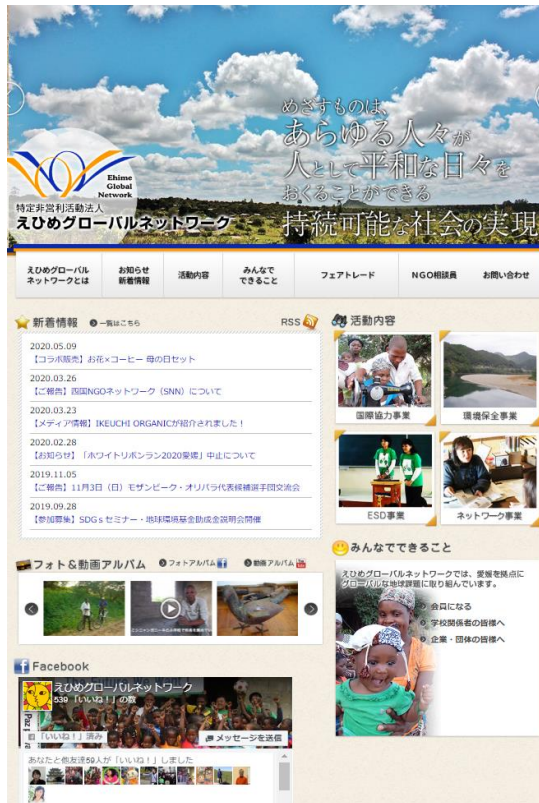 めざすものは、
あらゆる人々が
人として平和な日々を
おくることができる
持続可能な社会の実現
Ehime
Global
Network
特定非営利活動法人
えひめグローバルネットワーク
えひめグローバル
ネットワークとは
お知らせ
新着情報
活動内容
みんなで
できること
フェアトレード
NGO相談員
お問い合わせ
新着情報 一覧はこちら RSS
2020.05.09
【コラボ販売】お花×コーヒー 母の日セット
2020.03.26
【ご報告】四国NGOネットワーク（SNN）について
2020.03.23
【メディア情報】IKEUCHI ORGANICが紹介されました！
2020.02.28
【お知らせ】「ホワイトリボンラン2020愛媛」中止について
2019.11.05
【ご報告】11月3日（日）モザンビーク・オリパラ代表候補選手団交流会
2019.09.28
【参加募集】SDGｓセミナー・地球環境基金助成金説明会開催
活動内容
国際協力事業
環境保全事業
ESD事業
ネットワーク事業
フォト＆動画アルバム フォトアルバム 動画アルバム
みんなでできること
えひめグローバルネットワークでは、愛媛を拠点に
グローバルな地球課題に取り組んでいます。
会員になる
学校関係者の皆様へ
企業・団体の皆様へ
Facebook
えひめグローバルネットワーク
539 「いいね！」の数
「いいね！」済み
メッセージを送信
あなたと他友達59人が「いいね！」しました